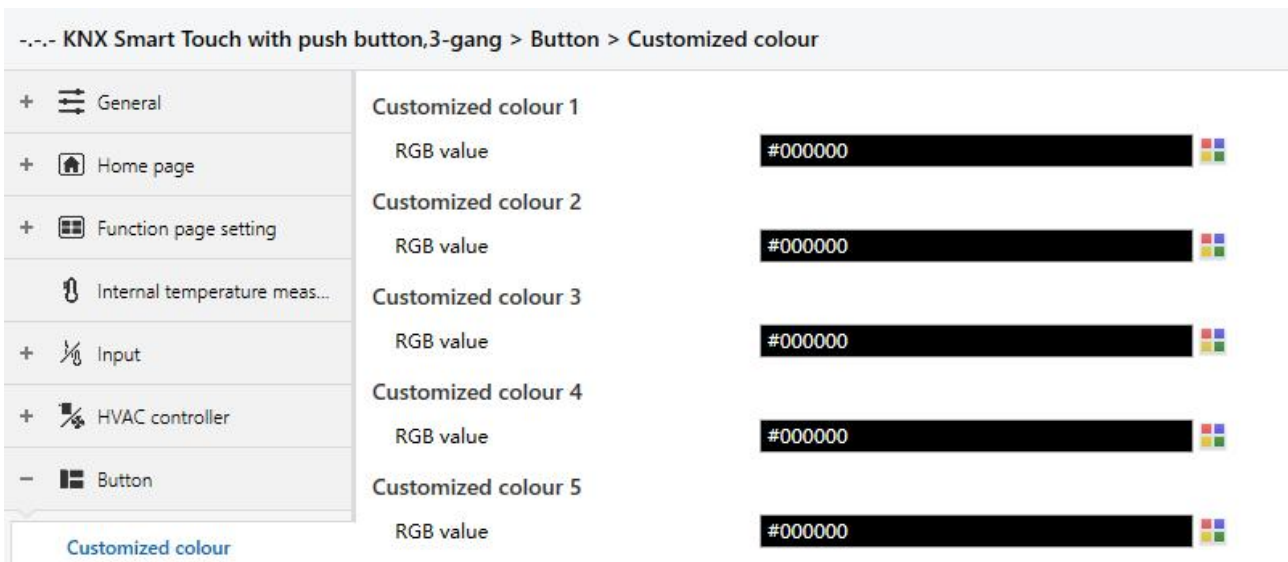 -.-.- KNX Smart Touch with push button,3-gang > Button > Customized colour
+ General
+ Home page
+ Function page setting
Internal temperature meas...
+ Input
+ HVAC controller
− Button
Customized colour
Customized colour 1
RGB value #000000
Customized colour 2
RGB value #000000
Customized colour 3
RGB value #000000
Customized colour 4
RGB value #000000
Customized colour 5
RGB value #000000